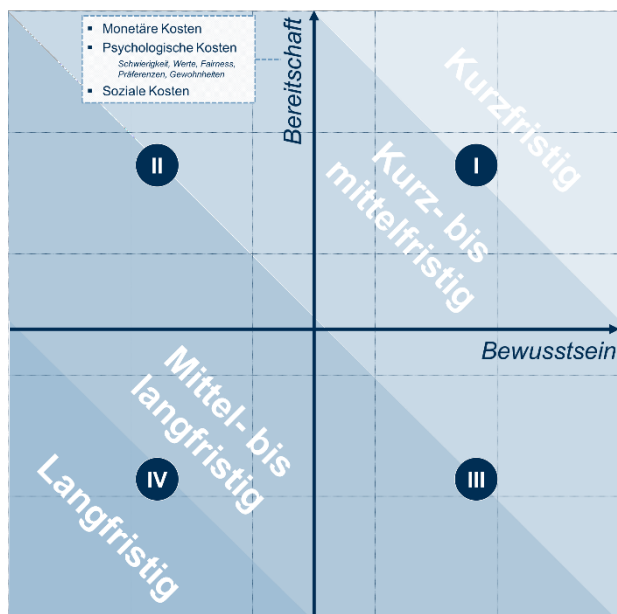 ▪ Monetäre Kosten
▪ Psychologische Kosten
Schwierigkeit, Werte, Fairness,
Präferenzen, Gewohnheiten
▪ Soziale Kosten
Bereitschaft
Kurzfristig
II
I
Kurz- bis
mittelfristig
Bewusstsein
Mittel- bis
langfristig
Langfristig
IV
III